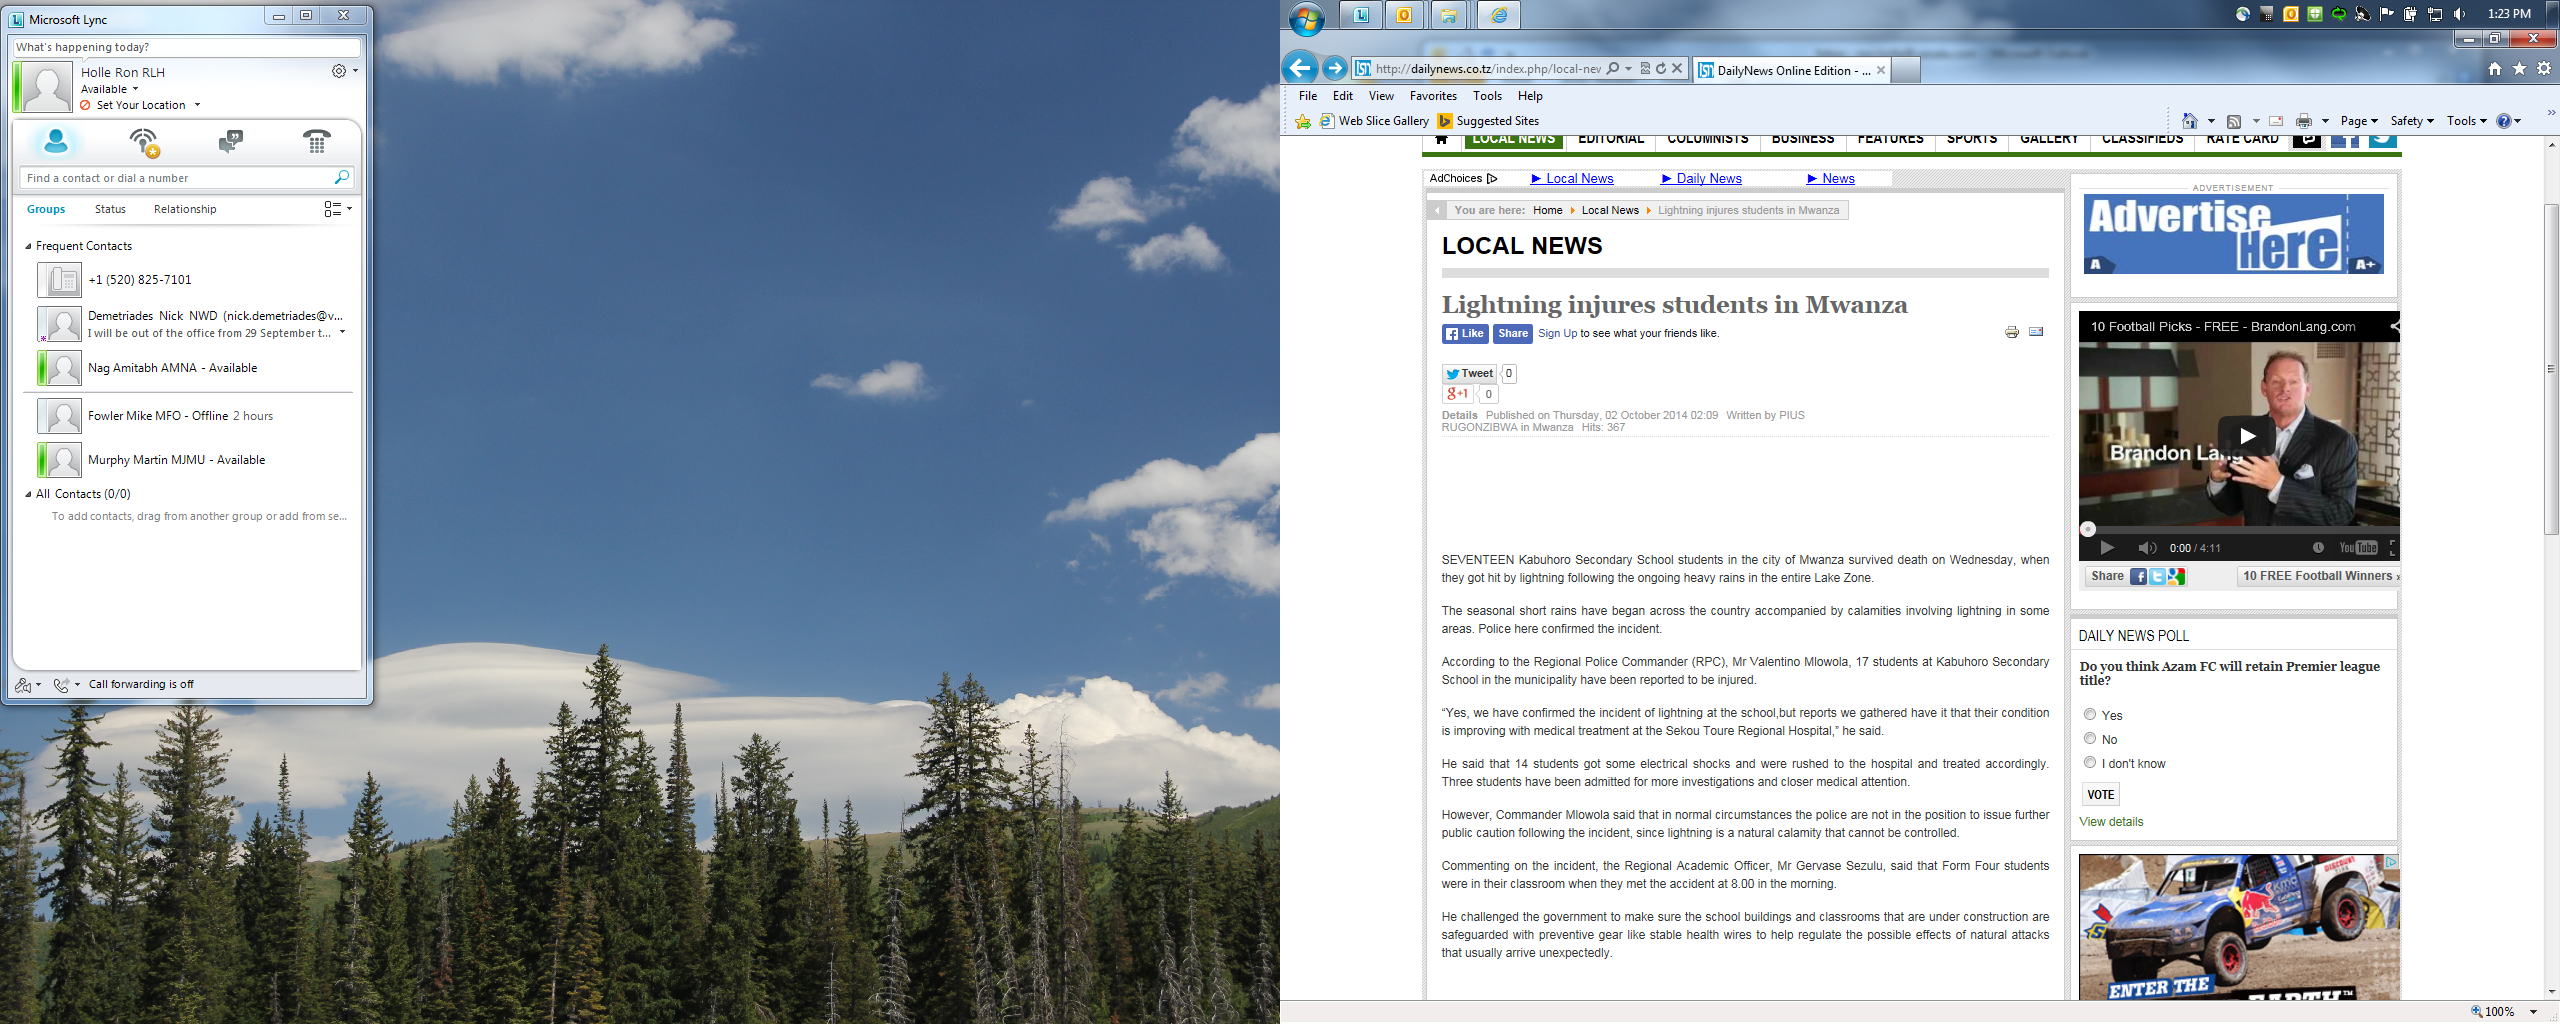 Microsoft Lync
What's happening today?
Holle Ron RLH
Available
Set Your Location
Find a contact or dial a number
Groups Status Relationship
Frequent Contacts
+1 (520) 825-7101
Demetriades Nick NWD (nick.demetriades@v...
I will be out of the office from 29 September t...
Nag Amitabh AMNA - Available
Fowler Mike MFO - Offline 2 hours
Murphy Martin MJMU - Available
All Contacts (0/0)
To add contacts, drag from another group or add from se...
Call forwarding is off
1:23 PM
http://dailynews.co.tz/index.php/local-nev
DailyNews Online Edition - ...
File Edit View Favorites Tools Help
Web Slice Gallery Suggested Sites
Page Safety Tools
LOCAL NEWS EDITORIAL COLUMNISTS BUSINESS FEATURES SPORTS GALLERY CLASSIFIEDS RATE CARD
AdChoices ► Local News ► Daily News ► News
You are here: Home Local News Lightning injures students in Mwanza
LOCAL NEWS
Lightning injures students in Mwanza
Like Share Sign Up to see what your friends like.
Tweet 0
g+1 0
Details Published on Thursday, 02 October 2014 02:09 Written by PIUS
RUGONZIBWA in Mwanza Hits: 367
SEVENTEEN Kabuhoro Secondary School students in the city of Mwanza survived death on Wednesday, when
they got hit by lightning following the ongoing heavy rains in the entire Lake Zone.
The seasonal short rains have began across the country accompanied by calamities involving lightning in some
areas. Police here confirmed the incident.
According to the Regional Police Commander (RPC), Mr Valentino Mlowola, 17 students at Kabuhoro Secondary
School in the municipality have been reported to be injured.
“Yes, we have confirmed the incident of lightning at the school,but reports we gathered have it that their condition
is improving with medical treatment at the Sekou Toure Regional Hospital,” he said.
He said that 14 students got some electrical shocks and were rushed to the hospital and treated accordingly.
Three students have been admitted for more investigations and closer medical attention.
However, Commander Mlowola said that in normal circumstances the police are not in the position to issue further
public caution following the incident, since lightning is a natural calamity that cannot be controlled.
Commenting on the incident, the Regional Academic Officer, Mr Gervase Sezulu, said that Form Four students
were in their classroom when they met the accident at 8.00 in the morning.
He challenged the government to make sure the school buildings and classrooms that are under construction are
safeguarded with preventive gear like stable health wires to help regulate the possible effects of natural attacks
that usually arrive unexpectedly.
ADVERTISEMENT
Advertise
Here
A A+
10 Football Picks - FREE - BrandonLang.com
Brandon Lang
0:00 / 4:11 YouTube
Share 10 FREE Football Winners »
DAILY NEWS POLL
Do you think Azam FC will retain Premier league
title?
Yes
No
I don't know
VOTE
View details
ENTER THE
100%